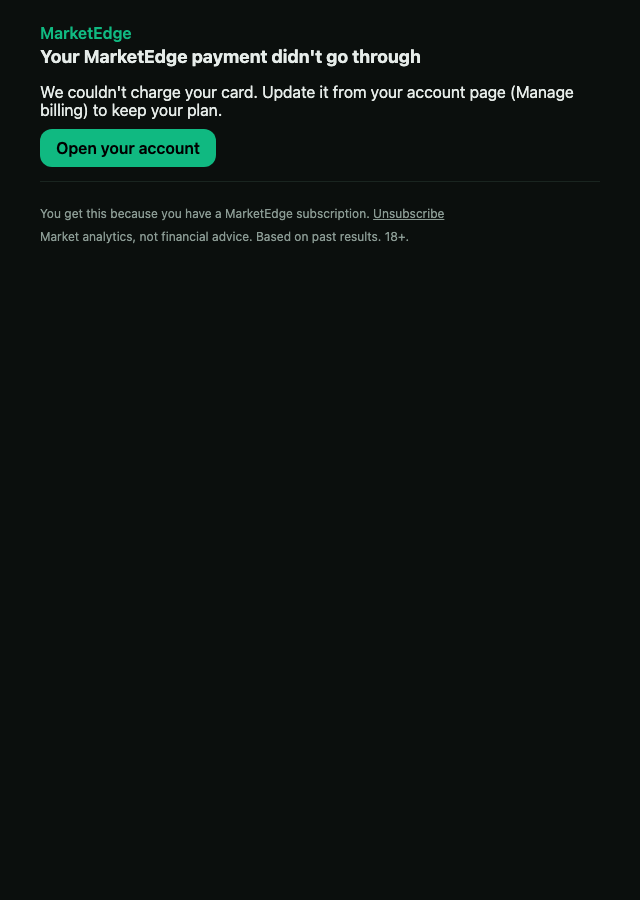 MarketEdge
Your MarketEdge payment didn't go through
We couldn't charge your card. Update it from your account page (Manage
billing) to keep your plan.
Open your account
You get this because you have a MarketEdge subscription. Unsubscribe
Market analytics, not financial advice. Based on past results. 18+.